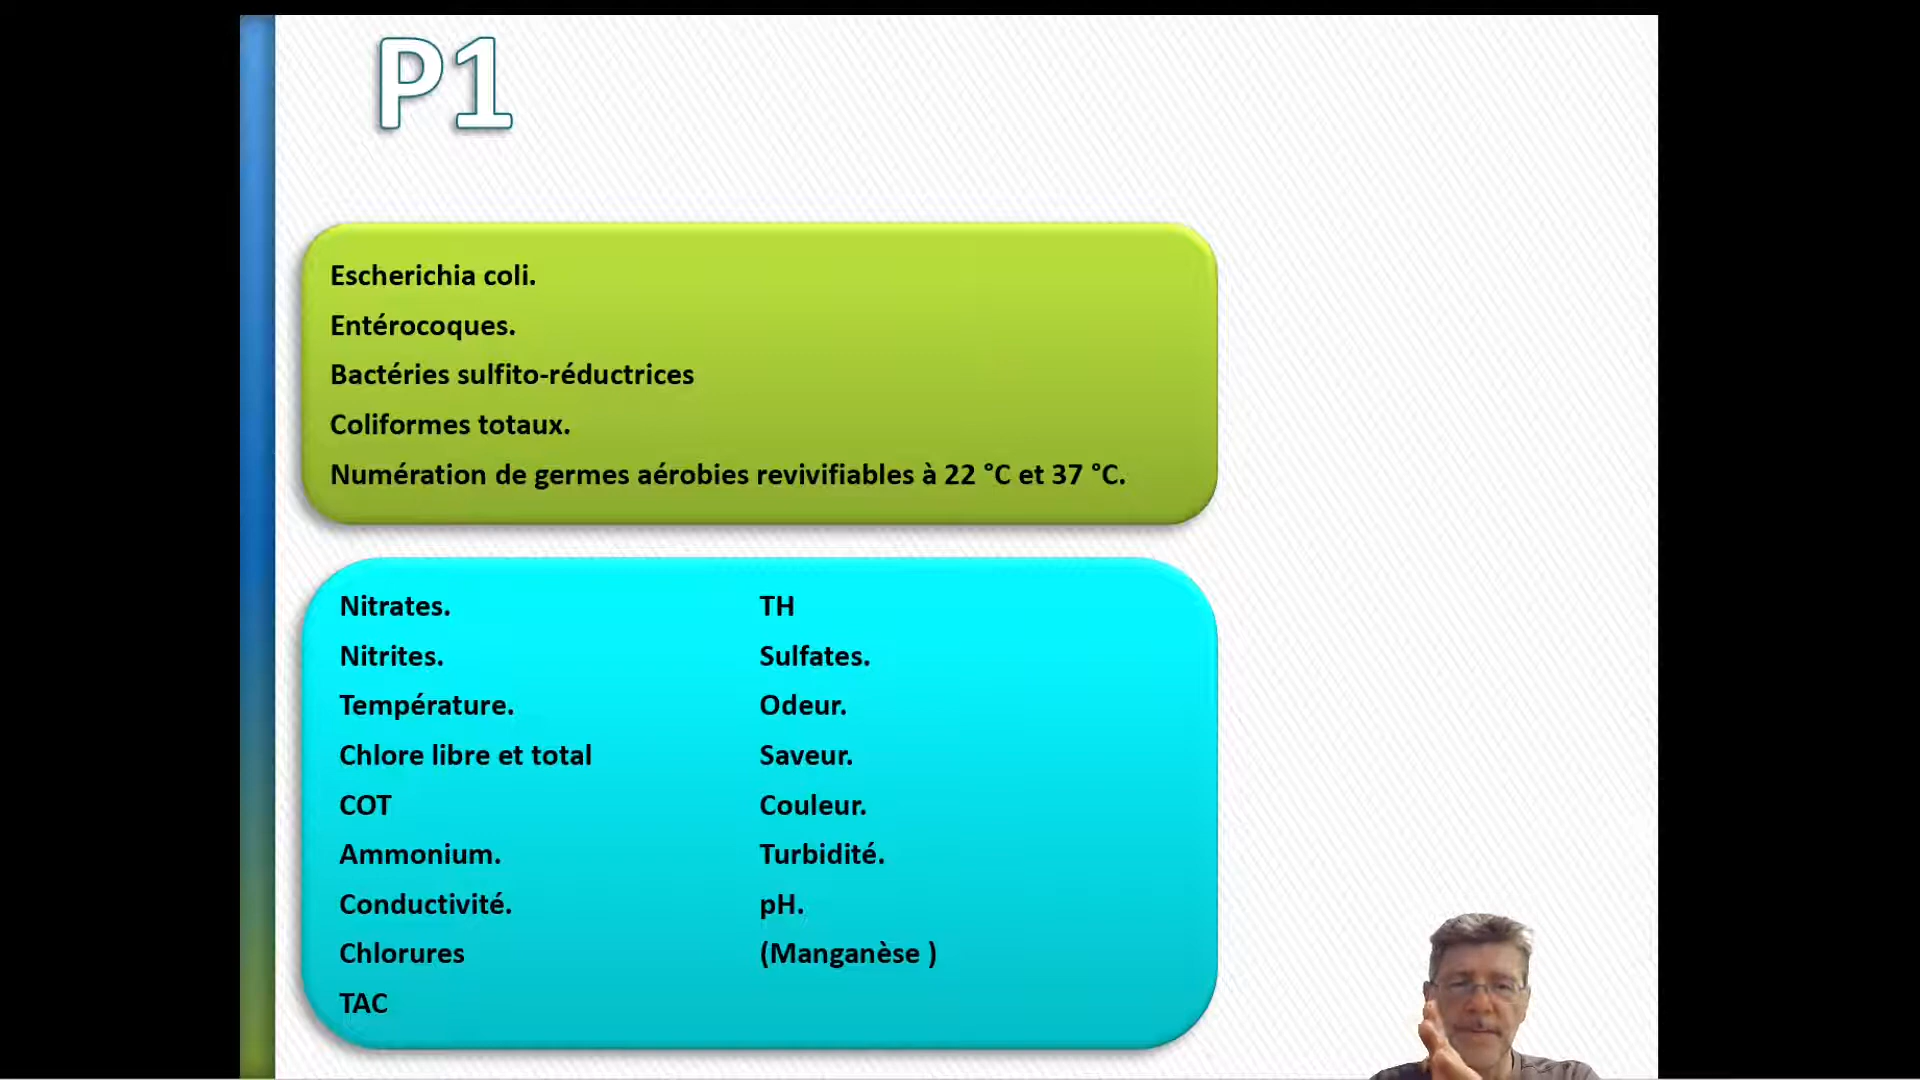 P1
Escherichia coli.
Entérocoques.
Bactéries sulfito-réductrices
Coliformes totaux.
Numération de germes aérobies revivifiables à 22 °C et 37 °C.
Nitrates.
Nitrites.
Température.
Chlore libre et total
COT
Ammonium.
Conductivité.
Chlorures
TAC
TH
Sulfates.
Odeur.
Saveur.
Couleur.
Turbidité.
pH.
(Manganèse )